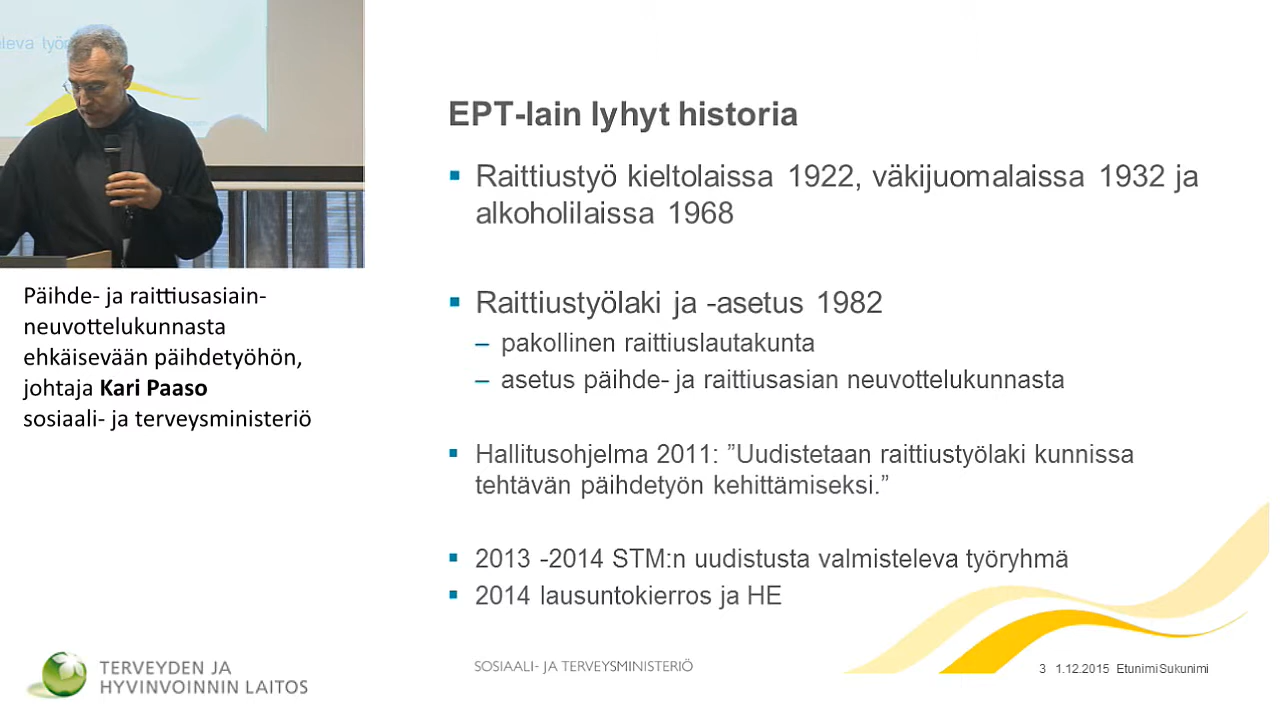 eleva työr
Päihde- ja raittiusasiain-
neuvottelukunnasta
ehkäisevään päihdetyöhön,
johtaja Kari Paaso
sosiaali- ja terveysministeriö
TERVEYDEN JA
HYVINVOINNIN LAITOS
EPT-lain lyhyt historia
▪ Raittiustyö kieltolaissa 1922, väkijuomalaissa 1932 ja
alkoholilaissa 1968
▪ Raittiustyölaki ja -asetus 1982
– pakollinen raittiuslautakunta
– asetus päihde- ja raittiusasian neuvottelukunnasta
▪ Hallitusohjelma 2011: ”Uudistetaan raittiustyölaki kunnissa
tehtävän päihdetyön kehittämiseksi.”
▪ 2013 -2014 STM:n uudistusta valmisteleva työryhmä
▪ 2014 lausuntokierros ja HE
SOSIAALI- JA TERVEYSMINISTERIÖ
3 1.12.2015 Etunimi Sukunimi